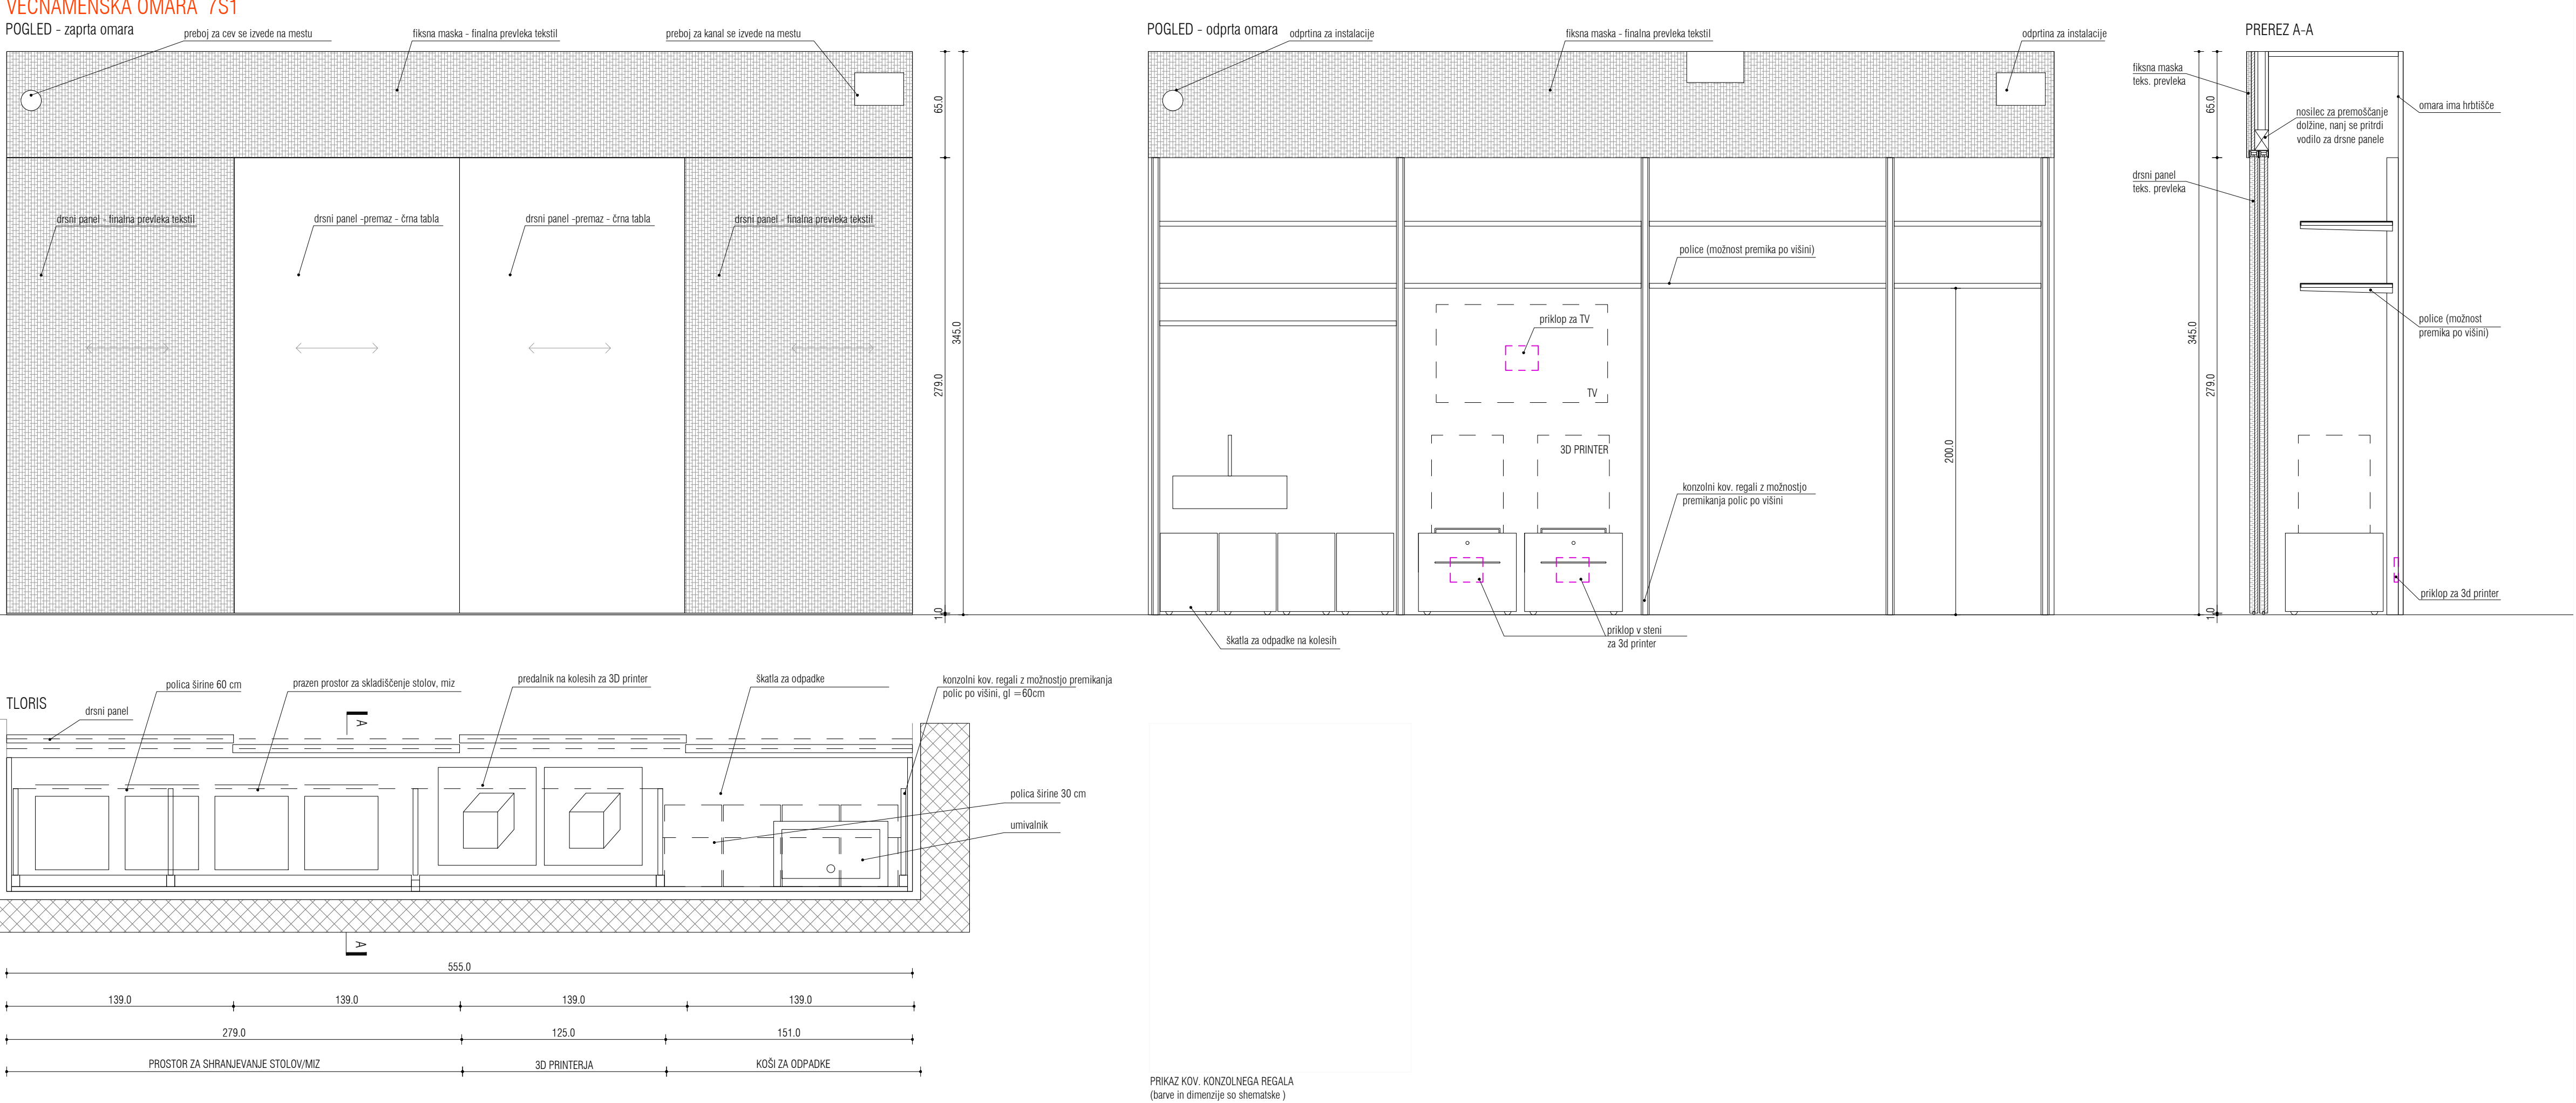 VEČNAMENSKA OMARA 7S1
POGLED - zaprta omara
preboj za cev se izvede na mestu
fiksna maska - finalna prevleka tekstil
preboj za kanal se izvede na mestu
65.0
drsni panel - finalna prevleka tekstil
drsni panel -premaz - črna tabla
drsni panel -premaz - črna tabla
drsni panel - finalna prevleka tekstil
345.0
279.0
1.0
POGLED - odprta omara
odprtina za instalacije
fiksna maska - finalna prevleka tekstil
odprtina za instalacije
police (možnost premika po višini)
priklop za TV
TV
3D PRINTER
200.0
konzolni kov. regali z možnostjo
premikanja polic po višini
priklop v steni
za 3d printer
škatla za odpadke na kolesih
PREREZ A-A
fiksna maska
teks. prevleka
65.0
omara ima hrbtišče
nosilec za premoščanje
dolžine, nanj se pritrdi
vodilo za drsne panele
drsni panel
teks. prevleka
345.0
279.0
police (možnost
premika po višini)
priklop za 3d printer
1.0
TLORIS
drsni panel
polica širine 60 cm
prazen prostor za skladiščenje stolov, miz
predalnik na kolesih za 3D printer
škatla za odpadke
konzolni kov. regali z možnostjo premikanja
polic po višini, gl =60cm
A
polica širine 30 cm
umivalnik
A
555.0
139.0
139.0
139.0
139.0
279.0
125.0
151.0
PROSTOR ZA SHRANJEVANJE STOLOV/MIZ
3D PRINTERJA
KOŠI ZA ODPADKE
PRIKAZ KOV. KONZOLNEGA REGALA
(barve in dimenzije so shematske )